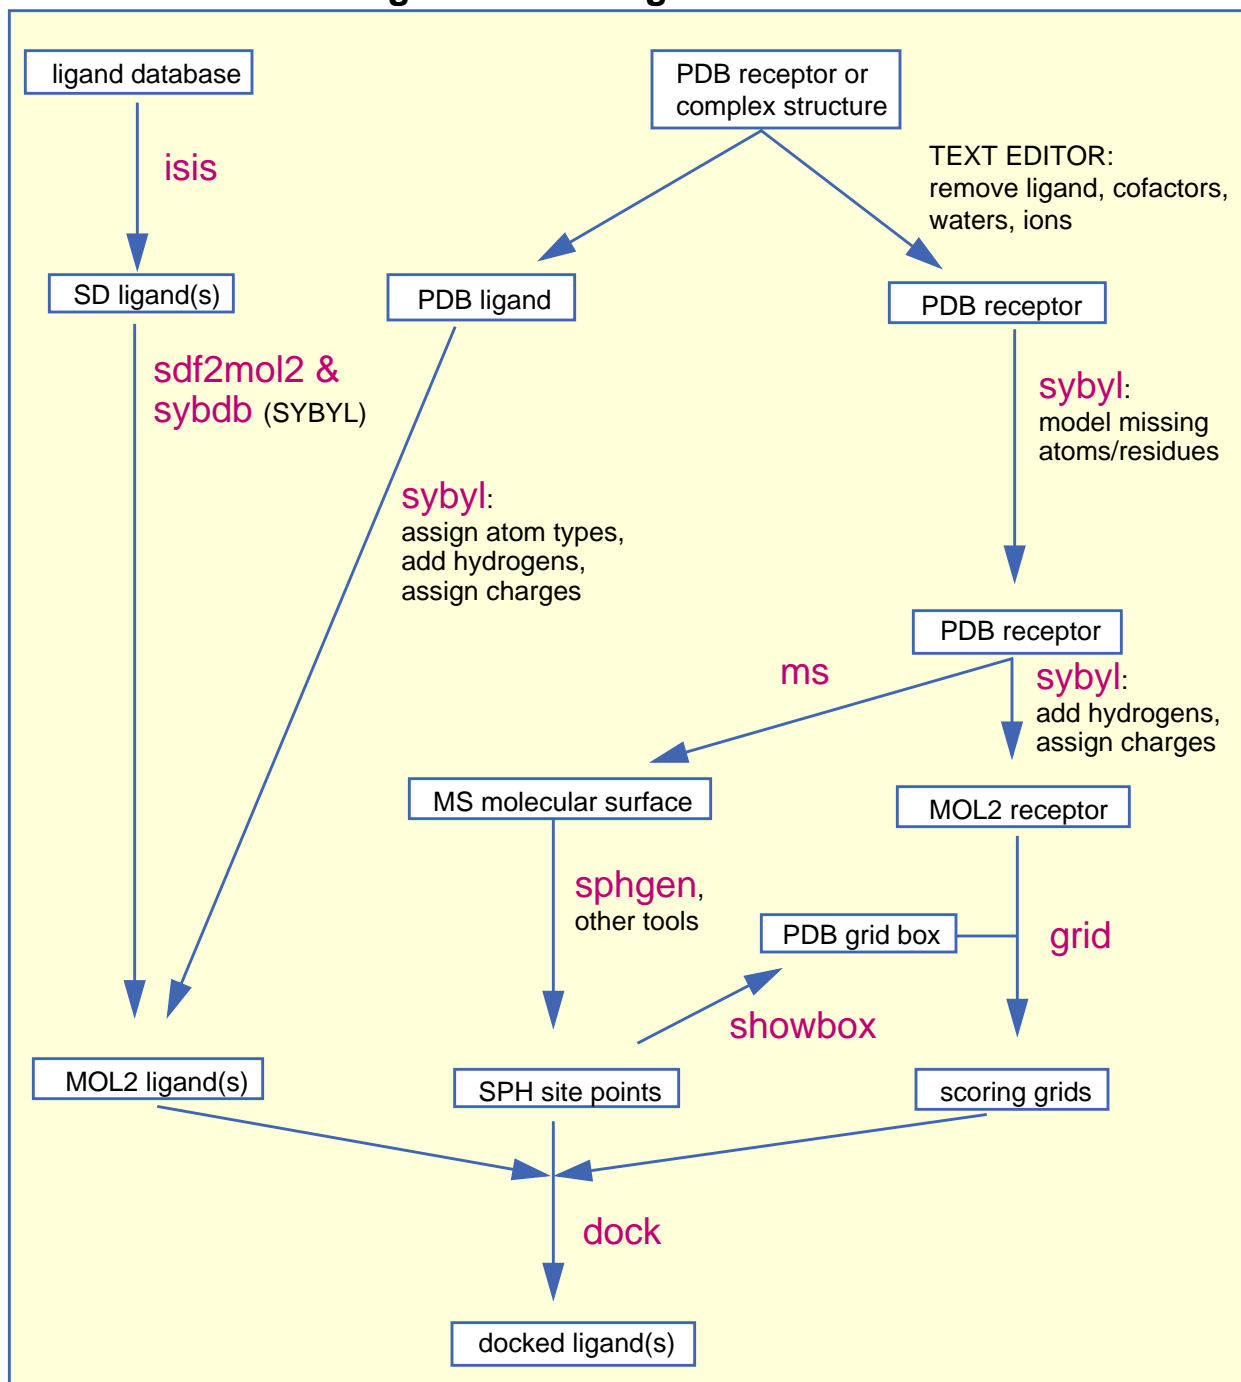 ligand database
PDB receptor or
complex structure
isis
TEXT EDITOR:
remove ligand, cofactors,
waters, ions
SD ligand(s)
PDB ligand
PDB receptor
sdf2mol2 &
sybdb (SYBYL)
sybyl:
model missing
atoms/residues
sybyl:
assign atom types,
add hydrogens,
assign charges
PDB receptor
ms
sybyl:
add hydrogens,
assign charges
MS molecular surface
MOL2 receptor
sphgen,
other tools
PDB grid box
grid
showbox
MOL2 ligand(s)
SPH site points
scoring grids
dock
docked ligand(s)